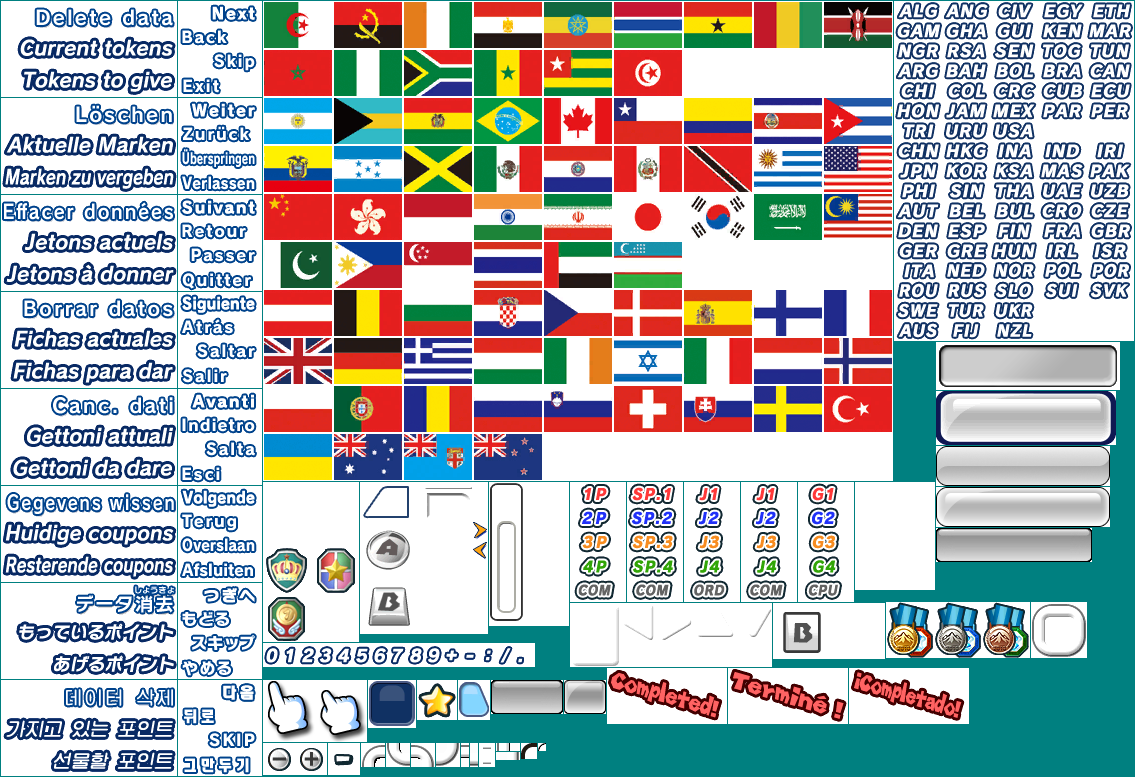 Delete data
Current tokens
Tokens to give
Next
Back
Skip
Exit
Löschen
Aktuelle Marken
Marken zu vergeben
Weiter
Zurück
Überspringen
Verlassen
Effacer données
Jetons actuels
Jetons à donner
Suivant
Retour
Passer
Quitter
Borrar datos
Fichas actuales
Fichas para dar
Siguiente
Atrás
Saltar
Salir
Canc. dati
Gettoni attuali
Gettoni da dare
Avanti
Indietro
Salta
Esci
Gegevens wissen
Huidige coupons
Resterende coupons
Volgende
Terug
Overslaan
Afsluiten
データ消去
しょうきょ
もっているポイント
あげるポイント
つぎへ
もどる
スキップ
やめる
데이터 삭제
가지고 있는 포인트
선물할 포인트
다음
뒤로
SKIP
그만두기
ALG ANG CIV EGY ETH
GAM GHA GUI KEN MAR
NGR RSA SEN TOG TUN
ARG BAH BOL BRA CAN
CHI COL CRC CUB ECU
HON JAM MEX PAR PER
TRI URU USA
CHN HKG INA IND IRI
JPN KOR KSA MAS PAK
PHI SIN THA UAE UZB
AUT BEL BUL CRO CZE
DEN ESP FIN FRA GBR
GER GRE HUN IRL ISR
ITA NED NOR POL POR
ROU RUS SLO SUI SVK
SWE TUR UKR
AUS FIJ NZL
A
B
1P SP.1 J1 J1 G1
2P SP.2 J2 J2 G2
3P SP.3 J3 J3 G3
4P SP.4 J4 J4 G4
COM COM ORD COM CPU
B
0123456789+-:/.
Completed!
Terminé !
¡Completado!